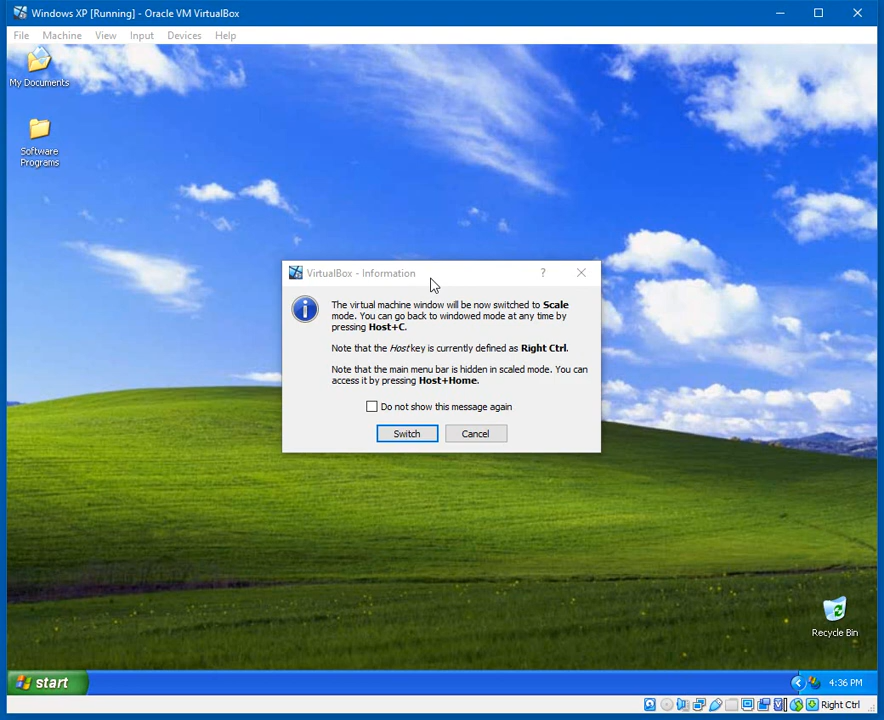 Windows XP [Running] - Oracle VM VirtualBox
File Machine View Input Devices Help
My Documents
Software
Programs
VirtualBox - Information
?
The virtual machine window will be now switched to Scale
mode. You can go back to windowed mode at any time by
pressing Host+C.
Note that the Host key is currently defined as Right Ctrl.
Note that the main menu bar is hidden in scaled mode. You can
access it by pressing Host+Home.
Do not show this message again
Switch Cancel
Recycle Bin
start
4:36 PM
Right Ctrl